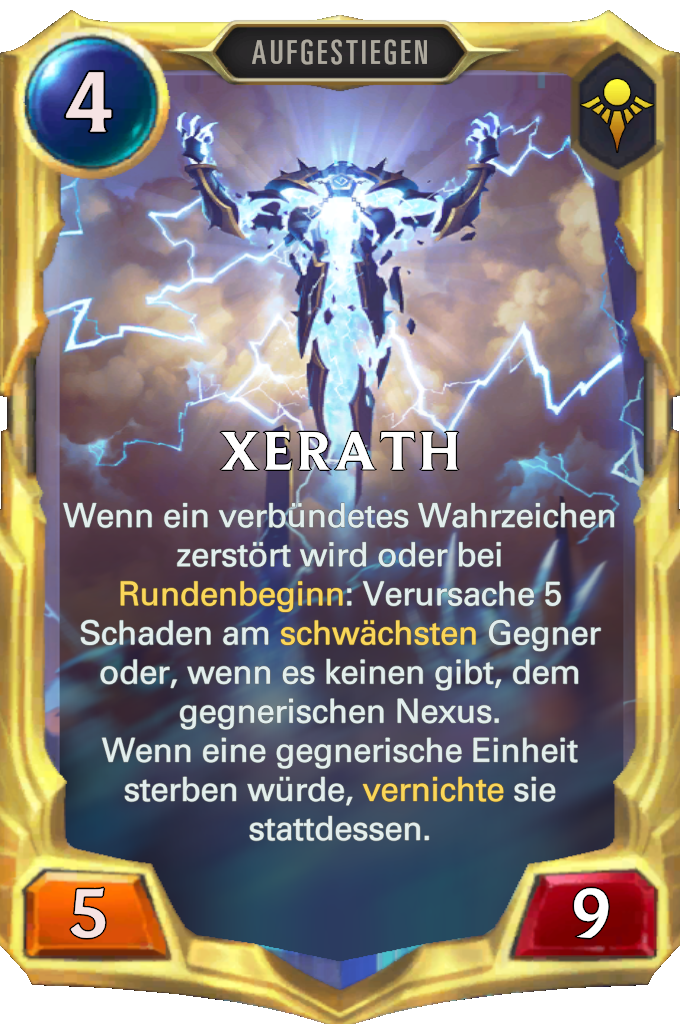 AUFGESTIEGEN
4
XERATH
Wenn ein verbündetes Wahrzeichen
zerstört wird oder bei
Rundenbeginn: Verursache 5
Schaden am schwächsten Gegner
oder, wenn es keinen gibt, dem
gegnerischen Nexus.
Wenn eine gegnerische Einheit
sterben würde, vernichte sie
stattdessen.
5
9